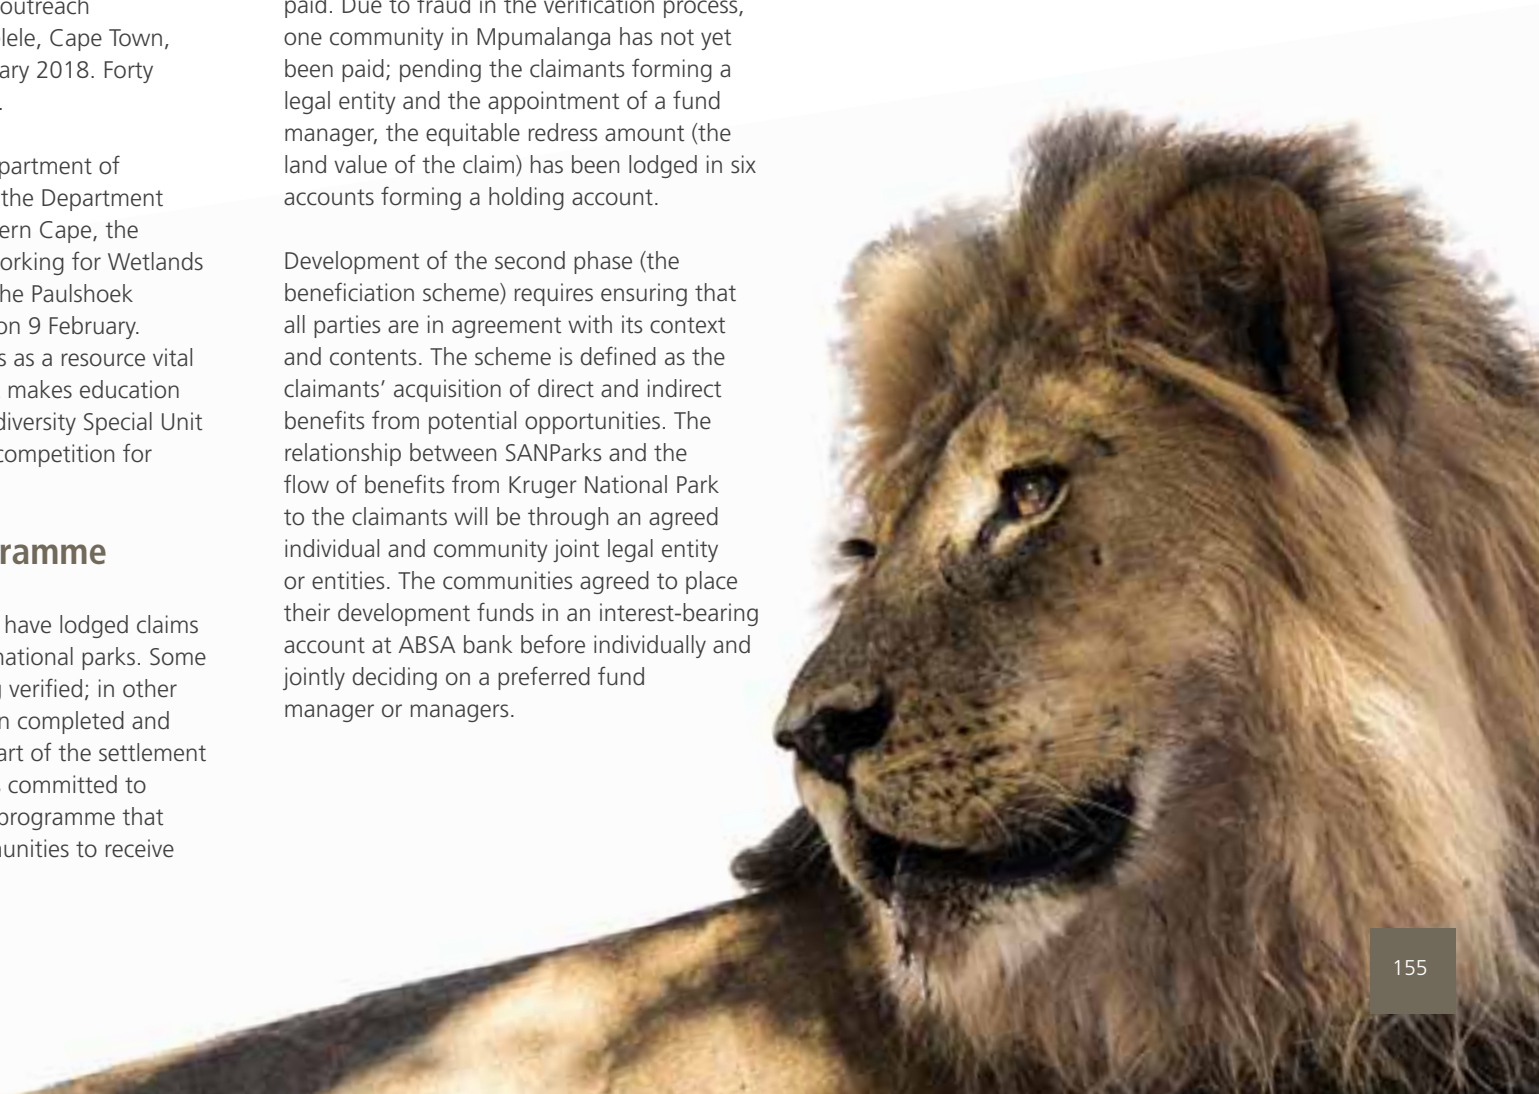 outreach
lele, Cape Town,
ary 2018. Forty
.
partment of
the Department
ern Cape, the
orking for Wetlands
he Paulshoek
on 9 February.
s as a resource vital
makes education
diversity Special Unit
competition for
ramme
have lodged claims
national parks. Some
g verified; in other
n completed and
art of the settlement
s committed to
programme that
unities to receive
paid. Due to fraud in the verification process,
one community in Mpumalanga has not yet
been paid; pending the claimants forming a
legal entity and the appointment of a fund
manager, the equitable redress amount (the
land value of the claim) has been lodged in six
accounts forming a holding account.
Development of the second phase (the
beneficiation scheme) requires ensuring that
all parties are in agreement with its context
and contents. The scheme is defined as the
claimants’ acquisition of direct and indirect
benefits from potential opportunities. The
relationship between SANParks and the
flow of benefits from Kruger National Park
to the claimants will be through an agreed
individual and community joint legal entity
or entities. The communities agreed to place
their development funds in an interest-bearing
account at ABSA bank before individually and
jointly deciding on a preferred fund
manager or managers.
155